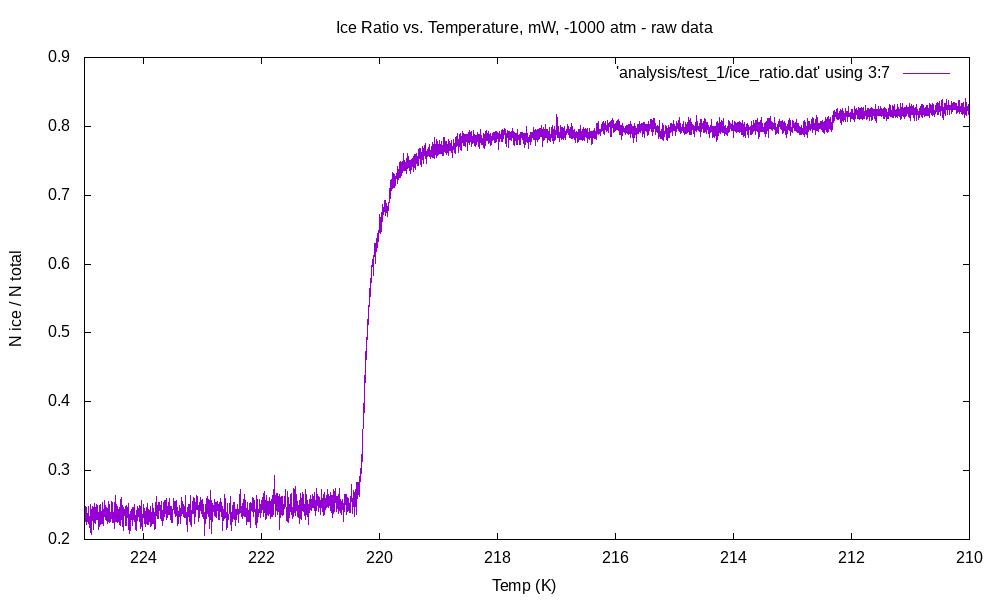 Ice Ratio vs. Temperature, mW, -1000 atm - raw data
'analysis/test_1/ice_ratio.dat' using 3:7
N ice / N total
0.9
0.8
0.7
0.6
0.5
0.4
0.3
0.2
224 222 220 218 216 214 212 210
Temp (K)